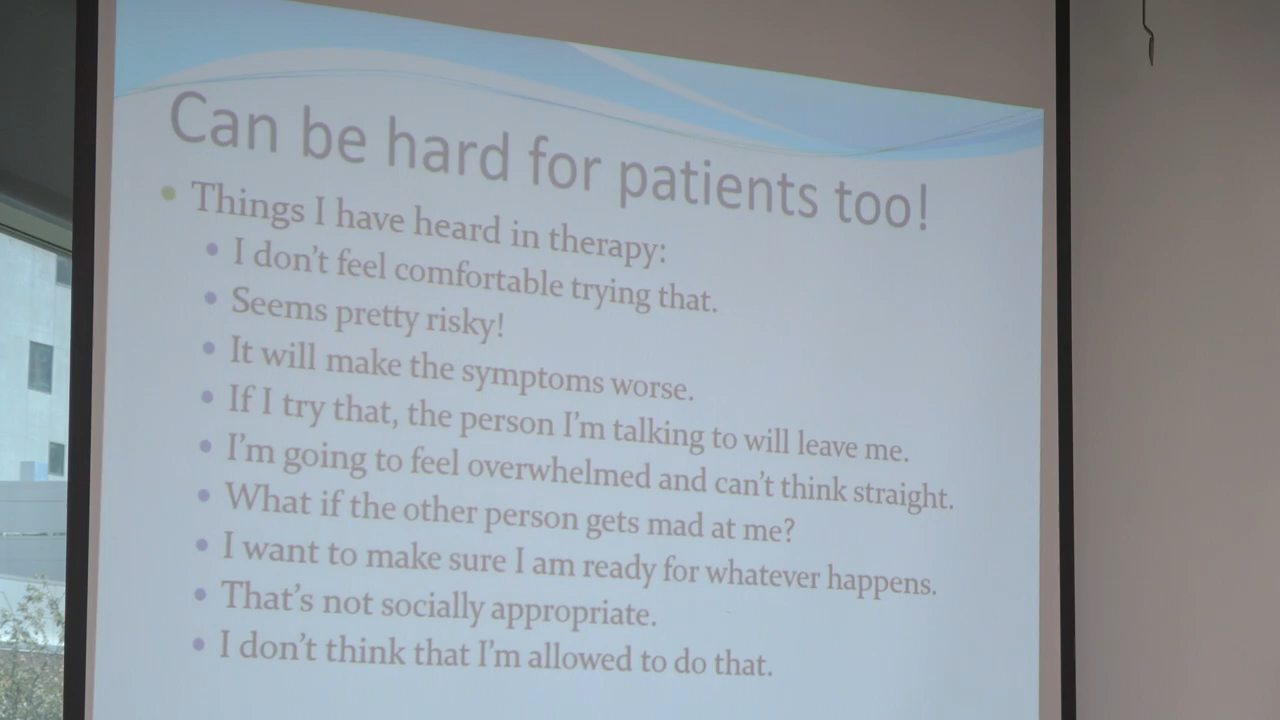 Can be hard for patients too!
Things I have heard in therapy:
I don't feel comfortable trying that.
Seems pretty risky!
It will make the symptoms worse.
If I try that, the person I'm talking to will leave me.
I'm going to feel overwhelmed and can't think straight.
What if the other person gets mad at me?
I want to make sure I am ready for whatever happens.
That's not socially appropriate.
I don't think that I'm allowed to do that.